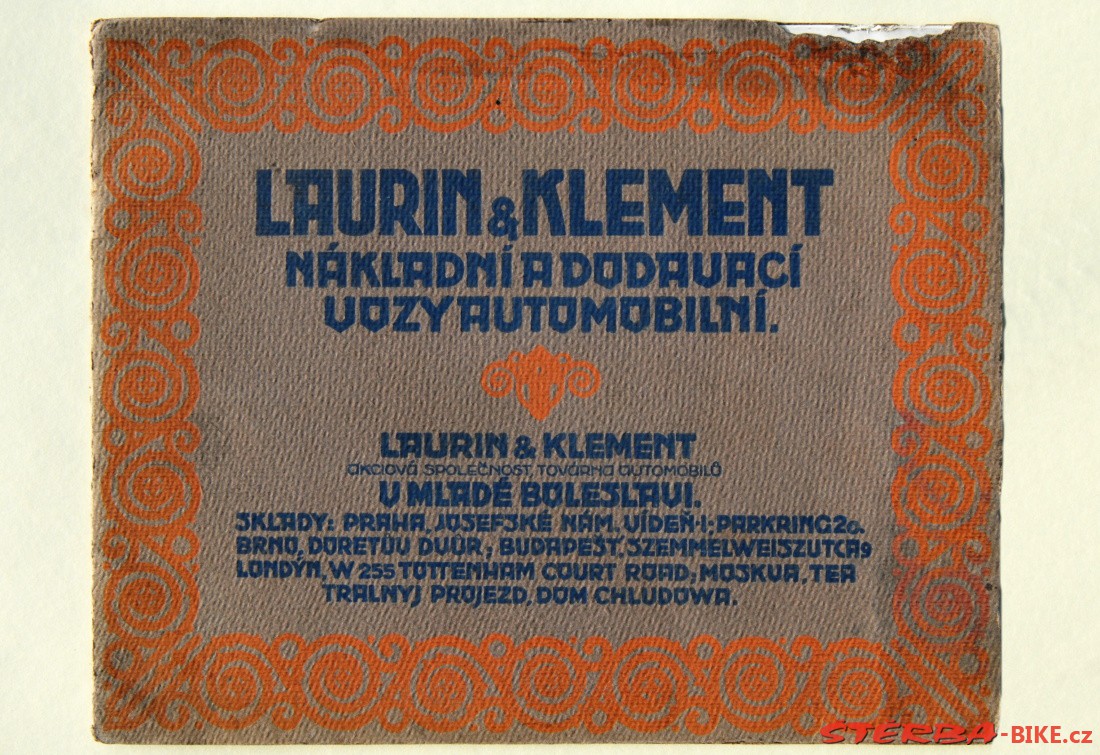 LAURIN & KLEMENT
NÁKLADNÍ A DODAVACÍ
VOZY AUTOMOBILNÍ.
LAURIN & KLEMENT
AKCIOVÁ SPOLEČNOST, TOVÁRNA AUTOMOBILŮ
V MLADÉ BOLESLAVI.
SKLADY: PRAHA, JOSEFSKÉ NÁM. VÍDEŇ·I; PARKRING 20.
BRNO, DORETŮV DVŮR; BUDAPEŠT, SZEMMELWEISZUTCA 9
LONDÝN, W 255 TOTTENHAM COURT ROAD; MOSKVA, TEA
TRALNYJ PROJEZD, DOM CHLUDOWA.
STERBA-BIKE.cz